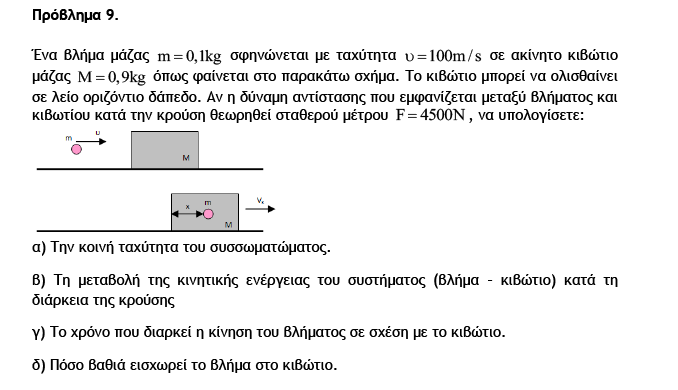 Πρόβλημα 9.
Ένα βλήμα μάζας m = 0,1kg σφηνώνεται με ταχύτητα υ = 100m / s σε ακίνητο κιβώτιο
μάζας M = 0,9kg όπως φαίνεται στο παρακάτω σχήμα. Το κιβώτιο μπορεί να ολισθαίνει
σε λείο οριζόντιο δάπεδο. Αν η δύναμη αντίστασης που εμφανίζεται μεταξύ βλήματος και
κιβωτίου κατά την κρούση θεωρηθεί σταθερού μέτρου F = 4500N , να υπολογίσετε:
m υ
M
x m Vκ
M
α) Την κοινή ταχύτητα του συσσωματώματος.
β) Τη μεταβολή της κινητικής ενέργειας του συστήματος (βλήμα - κιβώτιο) κατά τη
διάρκεια της κρούσης
γ) Το χρόνο που διαρκεί η κίνηση του βλήματος σε σχέση με το κιβώτιο.
δ) Πόσο βαθιά εισχωρεί το βλήμα στο κιβώτιο.